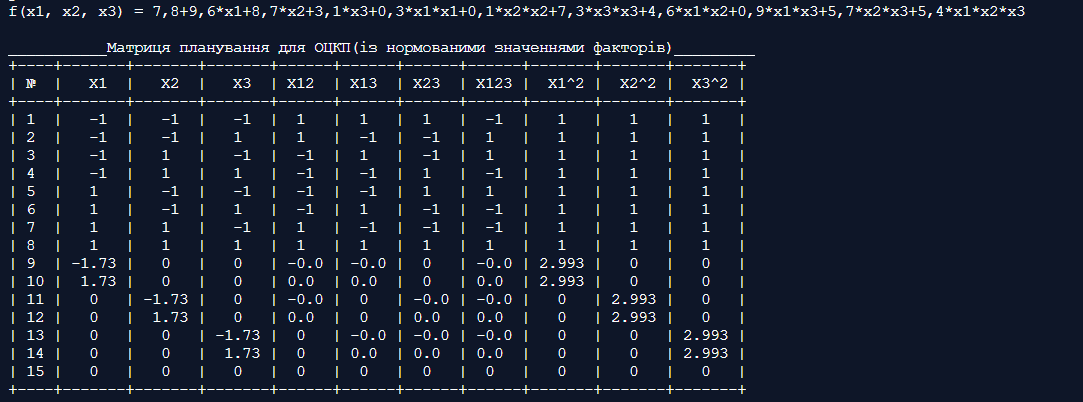 f(x1, x2, x3) = 7,8+9,6*x1+8,7*x2+3,1*x3+0,3*x1*x1+0,1*x2*x2+7,3*x3*x3+4,6*x1*x2+0,9*x1*x3+5,7*x2*x3+5,4*x1*x2*x3
___________Матриця планування для ОЦКП(із нормованими значеннями факторів)_________
+----+-------+-------+-------+------+------+------+------+-------+-------+-------+
| № | X1 | X2 | X3 | X12 | X13 | X23 | X123 | X1^2 | X2^2 | X3^2 |
+----+-------+-------+-------+------+------+------+------+-------+-------+-------+
| 1 | -1 | -1 | -1 | 1 | 1 | 1 | -1 | 1 | 1 | 1 |
| 2 | -1 | -1 | 1 | 1 | -1 | -1 | 1 | 1 | 1 | 1 |
| 3 | -1 | 1 | -1 | -1 | 1 | -1 | 1 | 1 | 1 | 1 |
| 4 | -1 | 1 | 1 | -1 | -1 | 1 | -1 | 1 | 1 | 1 |
| 5 | 1 | -1 | -1 | -1 | -1 | 1 | 1 | 1 | 1 | 1 |
| 6 | 1 | -1 | 1 | -1 | 1 | -1 | -1 | 1 | 1 | 1 |
| 7 | 1 | 1 | -1 | 1 | -1 | -1 | -1 | 1 | 1 | 1 |
| 8 | 1 | 1 | 1 | 1 | 1 | 1 | 1 | 1 | 1 | 1 |
| 9 | -1.73 | 0 | 0 | -0.0 | -0.0 | 0 | -0.0 | 2.993 | 0 | 0 |
| 10 | 1.73 | 0 | 0 | 0.0 | 0.0 | 0 | 0.0 | 2.993 | 0 | 0 |
| 11 | 0 | -1.73 | 0 | -0.0 | 0 | -0.0 | -0.0 | 0 | 2.993 | 0 |
| 12 | 0 | 1.73 | 0 | 0.0 | 0 | 0.0 | 0.0 | 0 | 2.993 | 0 |
| 13 | 0 | 0 | -1.73 | 0 | -0.0 | -0.0 | -0.0 | 0 | 0 | 2.993 |
| 14 | 0 | 0 | 1.73 | 0 | 0.0 | 0.0 | 0.0 | 0 | 0 | 2.993 |
| 15 | 0 | 0 | 0 | 0 | 0 | 0 | 0 | 0 | 0 | 0 |
+----+-------+-------+-------+------+------+------+------+-------+-------+-------+